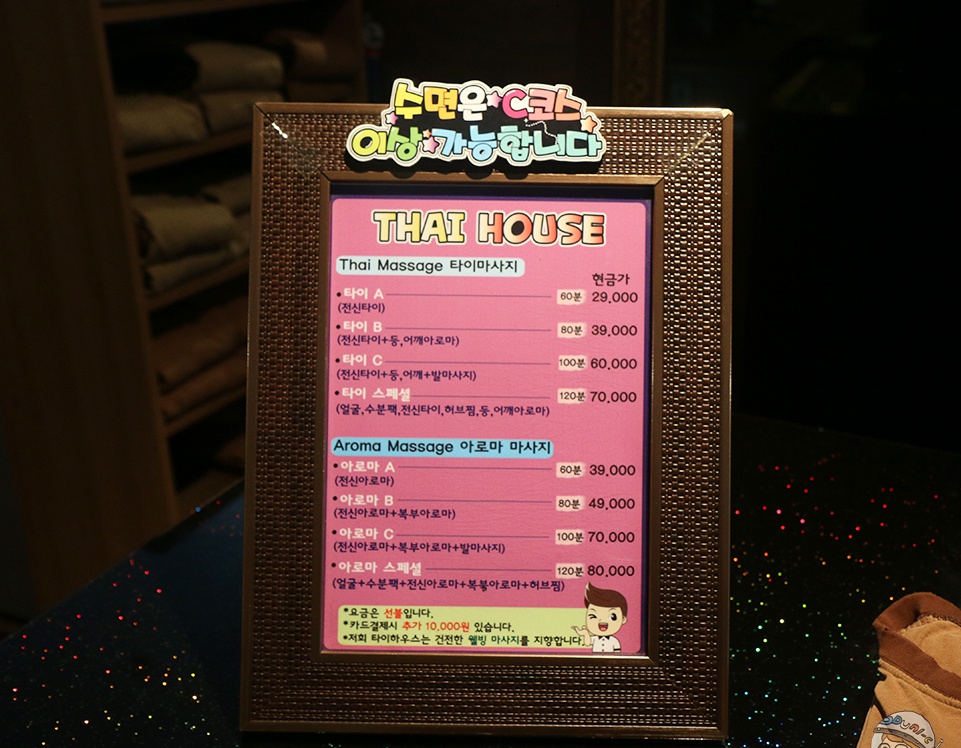 수면은 C코스
이상 가능합니다
THAI HOUSE
Thai Massage 타이마사지
현금가
•타이 A 60분 29,000
(전신타이)
•타이 B 80분 39,000
(전신타이+등,어깨아로마)
•타이 C 100분 60,000
(전신타이+등,어깨+발마사지)
•타이 스페셜 120분 70,000
(얼굴,수분팩,전신타이,허브찜,등,어깨아로마)
Aroma Massage 아로마 마사지
•아로마 A 60분 39,000
(전신아로마)
•아로마 B 80분 49,000
(전신아로마+복부아로마)
•아로마 C 100분 70,000
(전신아로마+복부아로마+발마사지)
•아로마 스페셜 120분 80,000
(얼굴+수분팩+전신아로마+복붛아로마+허브찜)
*요금은 선불입니다.
*카드결제시 추가 10,000원 있습니다.
*저희 타이하우스는 건전한 웰빙 마사지를 지향합니다.